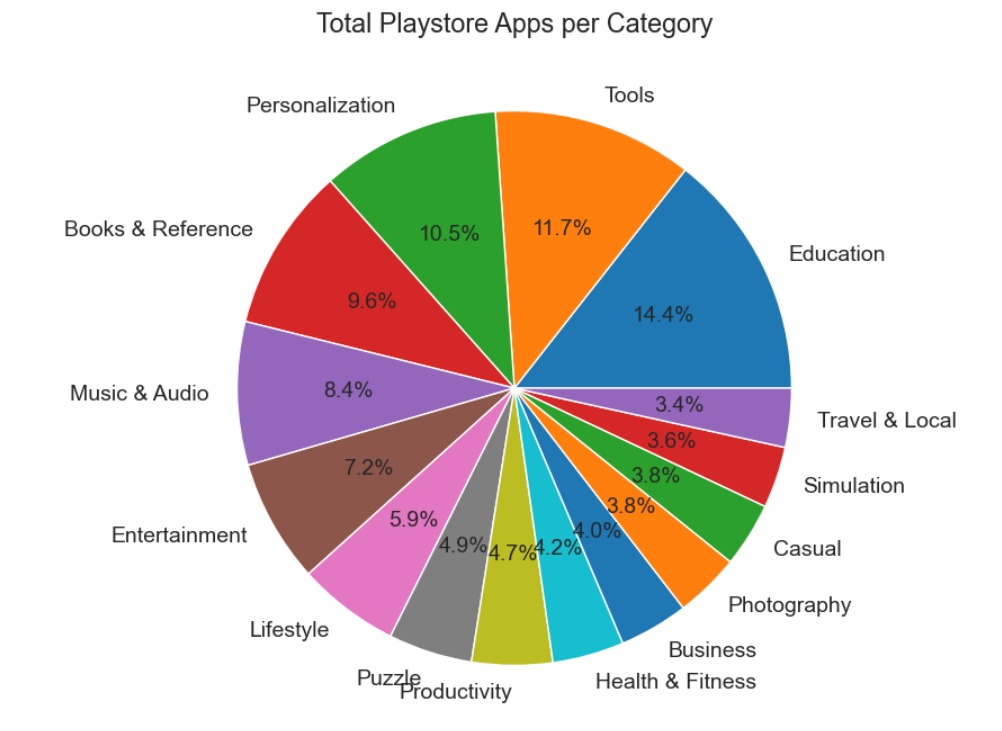 Total Playstore Apps per Category
Tools
Personalization
Books & Reference
Education
Music & Audio
Entertainment
Lifestyle
Puzzle
Productivity
Health & Fitness
Business
Photography
Casual
Simulation
Travel & Local
14.4%
11.7%
10.5%
9.6%
8.4%
7.2%
5.9%
4.9%
4.7%
4.2%
4.0%
3.8%
3.8%
3.6%
3.4%